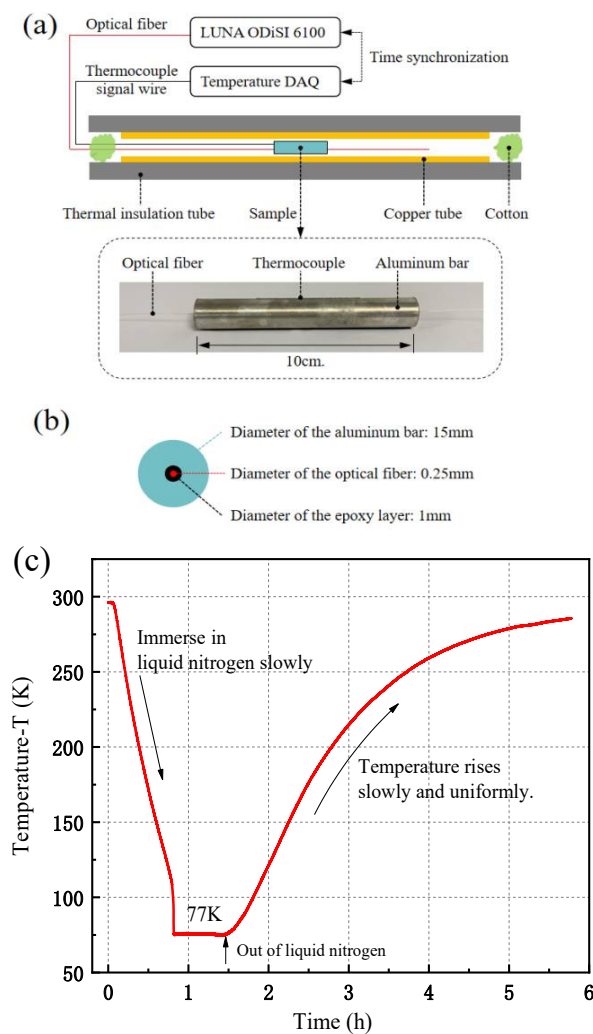 (a)
Optical fiber
LUNA ODiSI 6100
Time synchronization
Thermocouple
signal wire
Temperature DAQ
Thermal insulation tube
Sample
Copper tube
Cotton
Optical fiber
Thermocouple
Aluminum bar
10cm.
(b)
Diameter of the aluminum bar: 15mm
Diameter of the optical fiber: 0.25mm
Diameter of the epoxy layer: 1mm
(c)
300
250
200
150
100
50
Temperature-T (K)
Immerse in
liquid nitrogen slowly
Temperature rises
slowly and uniformly.
77K
Out of liquid nitrogen
0 1 2 3 4 5 6
Time (h)